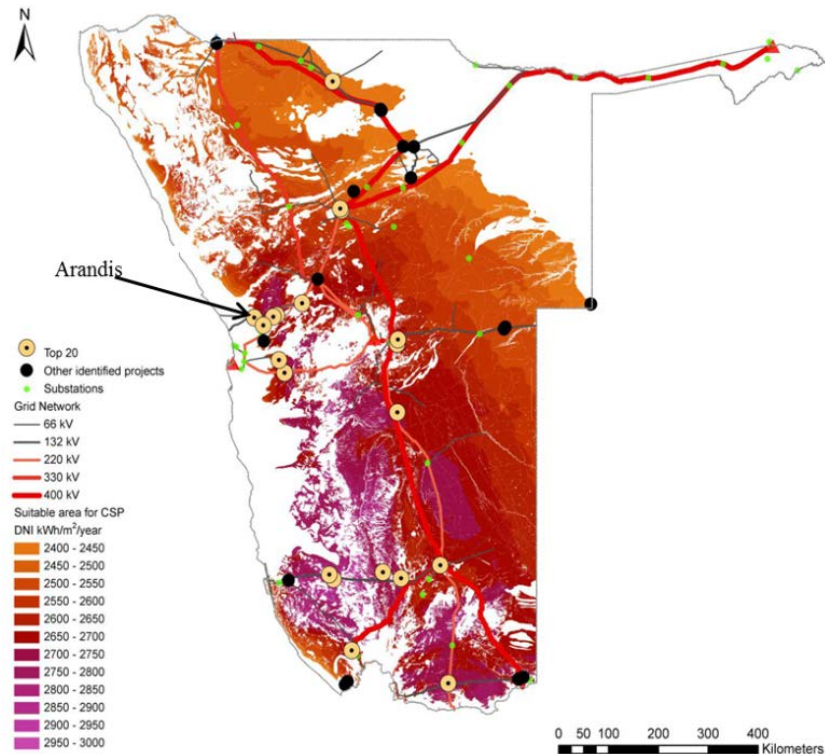 N
Arandis
Top 20
Other identified projects
Substations
Grid Network
66 kV
132 kV
220 kV
330 kV
400 kV
Suitable area for CSP
DNI kWh/m²/year
2400 - 2450
2450 - 2500
2500 - 2550
2550 - 2600
2600 - 2650
2650 - 2700
2700 - 2750
2750 - 2800
2800 - 2850
2850 - 2900
2900 - 2950
2950 - 3000
0 50 100 200 300 400
Kilometers